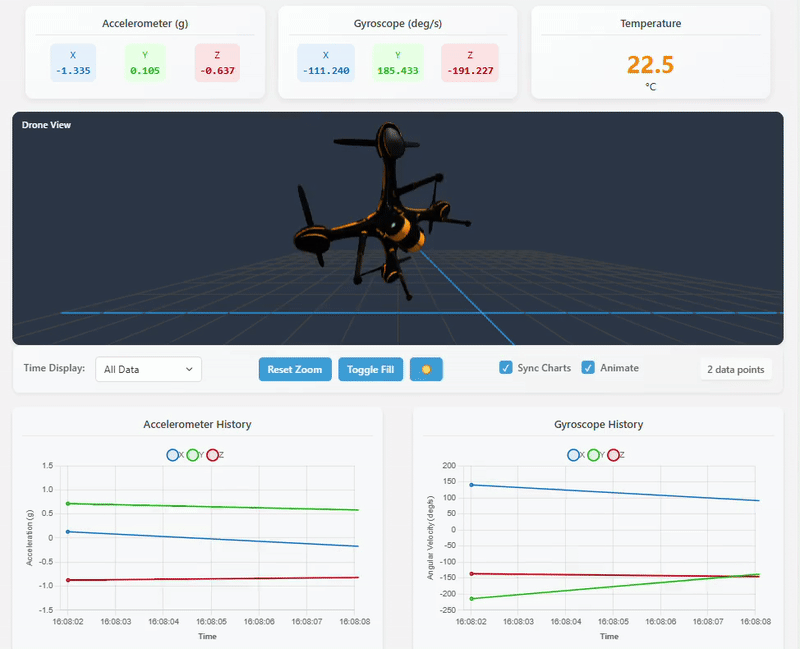 Accelerometer (g)
X Y Z
-1.335 0.105 -0.637
Gyroscope (deg/s)
X Y Z
-111.240 185.433 -191.227
Temperature
22.5
°C
Drone View
Time Display: All Data Reset Zoom Toggle Fill Sync Charts Animate 2 data points
Accelerometer History
X Y Z
1.5
1.0
0.5
0
-0.5
-1.0
-1.5
Acceleration (g)
16:08:02 16:08:03 16:08:04 16:08:05 16:08:06 16:08:07 16:08:08
Time
Gyroscope History
X Y Z
200
150
100
50
0
-50
-100
-150
-200
-250
Angular Velocity (deg/s)
16:08:02 16:08:03 16:08:04 16:08:05 16:08:06 16:08:07 16:08:08
Time